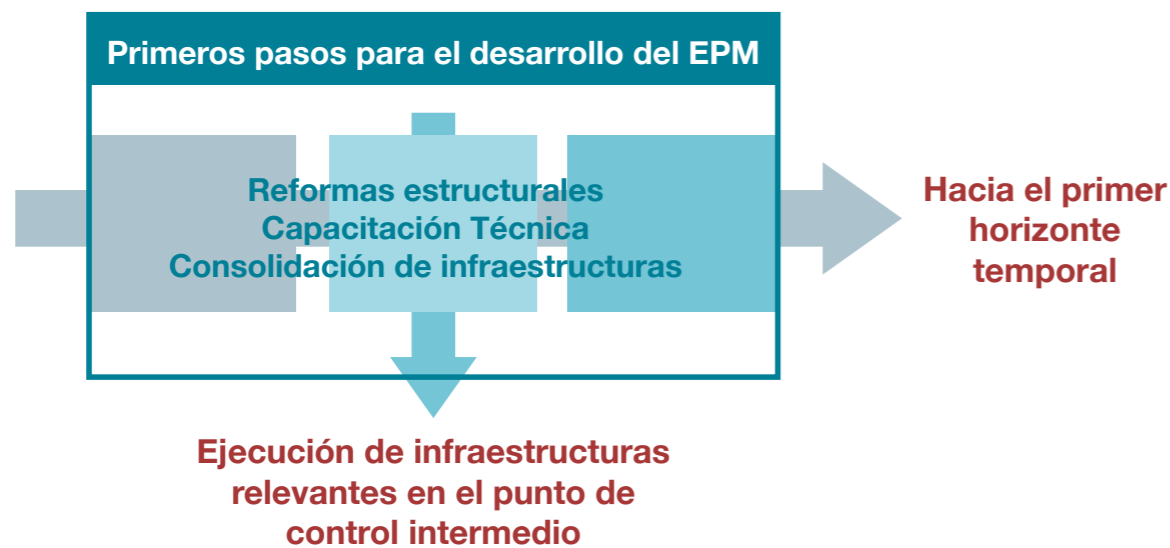 Primeros pasos para el desarrollo del EPM
Reformas estructurales
Capacitación Técnica
Consolidación de infraestructuras
Hacia el primer
horizonte
temporal
Ejecución de infraestructuras
relevantes en el punto de
control intermedio